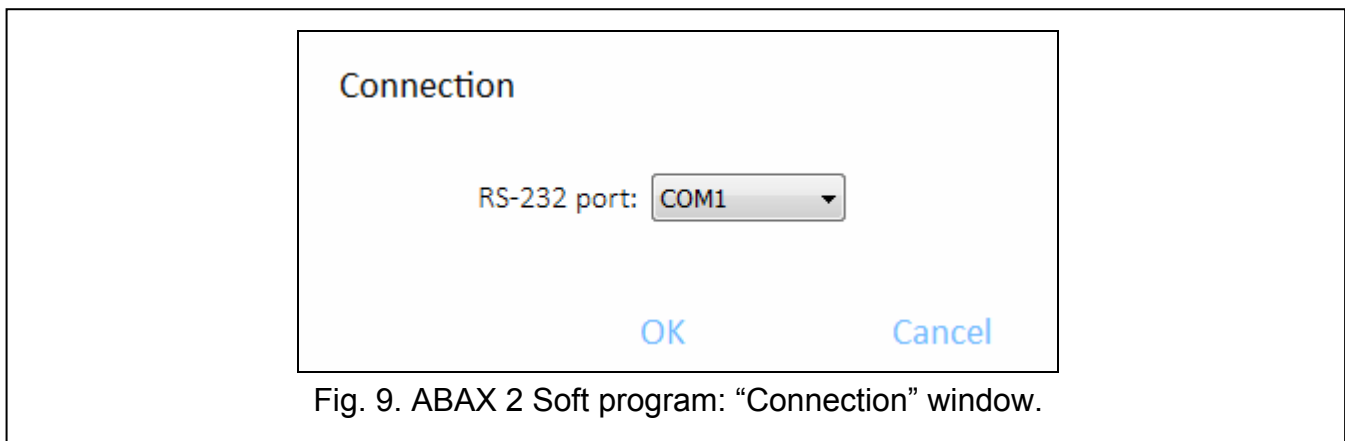 Connection
RS-232 port: COM1
OK Cancel
Fig. 9. ABAX 2 Soft program: “Connection” window.